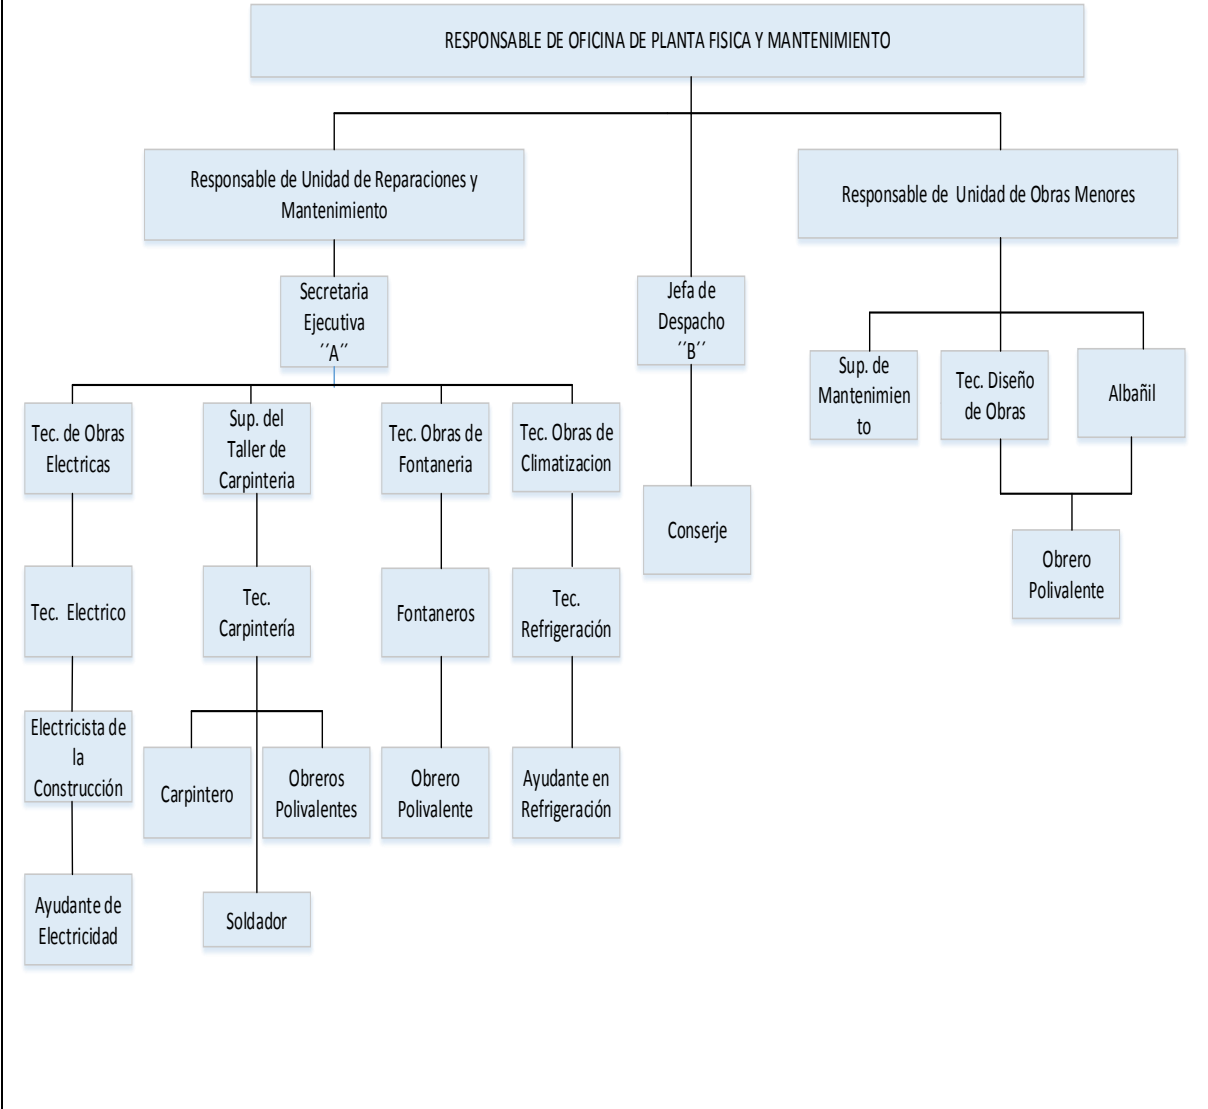 RESPONSABLE DE OFICINA DE PLANTA FISICA Y MANTENIMIENTO
Responsable de Unidad de Reparaciones y
Mantenimiento
Responsable de Unidad de Obras Menores
Secretaria
Ejecutiva
´´A´´
Jefa de
Despacho
´´B´´
Sup. de
Mantenimien
to
Tec. Diseño
de Obras
Albañil
Tec. de Obras
Electricas
Sup. del
Taller de
Carpinteria
Tec. Obras de
Fontaneria
Tec. Obras de
Climatizacion
Conserje
Obrero
Polivalente
Tec. Electrico
Tec.
Carpintería
Fontaneros
Tec.
Refrigeración
Electricista de
la
Construcción
Carpintero
Obreros
Polivalentes
Obrero
Polivalente
Ayudante en
Refrigeración
Ayudante de
Electricidad
Soldador